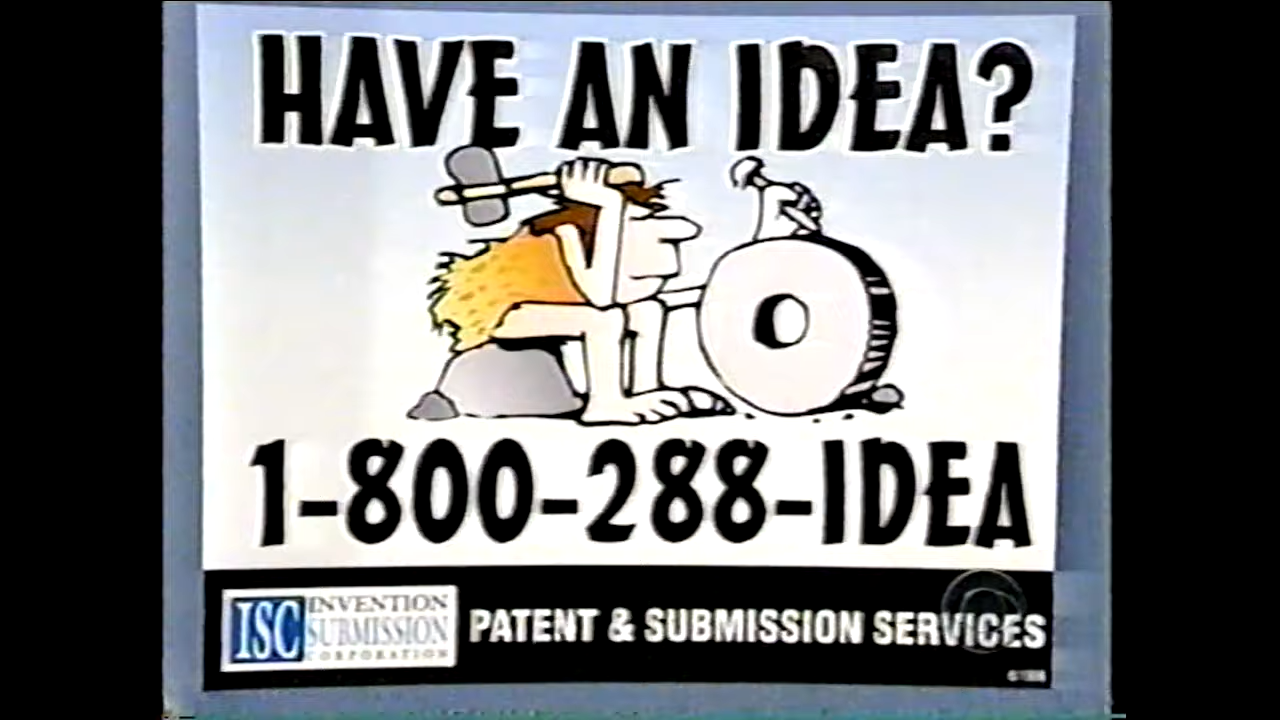 HAVE AN IDEA?
1-800-288-IDEA
ISC
INVENTION
SUBMISSION
CORPORATION
PATENT & SUBMISSION SERVICES